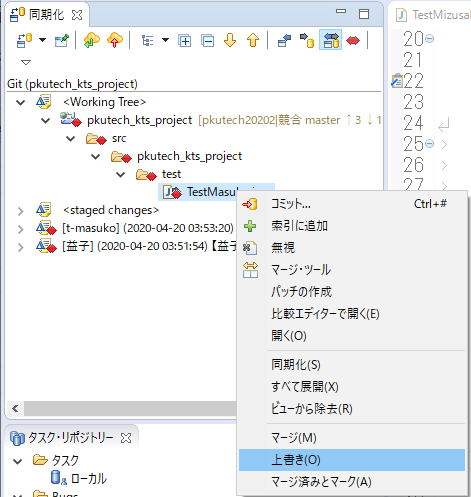 同期化
TestMizusa
Git (pkutech_kts_project)
<Working Tree>
pkutech_kts_project [pkutech20202|競合 master ↑3 ↓1
src
pkutech_kts_project
test
TestMasuk
<staged changes>
[t-masuko] (2020-04-20 03:53:20)
[益子] (2020-04-20 03:51:54) 【益子
20
21
22
23
24
25
26
27
コミット... Ctrl+#
索引に追加
無視
マージ・ツール
パッチの作成
比較エディターで開く(E)
開く(O)
同期化(S)
すべて展開(X)
ビューから除去(R)
マージ(M)
上書き(O)
マージ済みとマーク(A)
タスク・リポジトリー
タスク
ローカル
Bugs